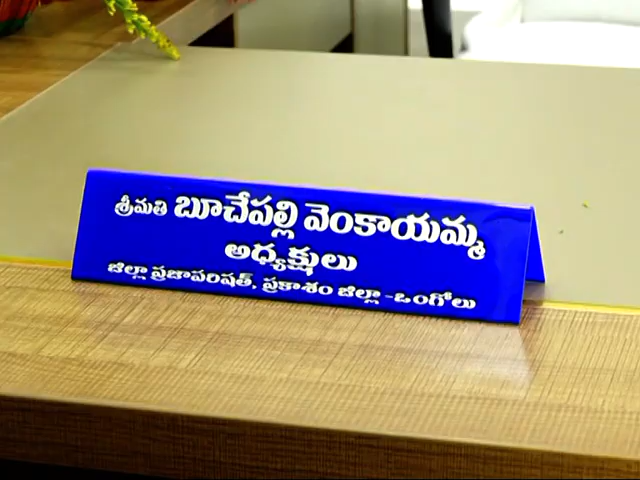 శ్రీమతి బూచేపల్లి వెంకాయమ్మ
అధ్యక్షులు
జిల్లా ప్రజాపరిషత్, ప్రకాశం జిల్లా -ఒంగోలు